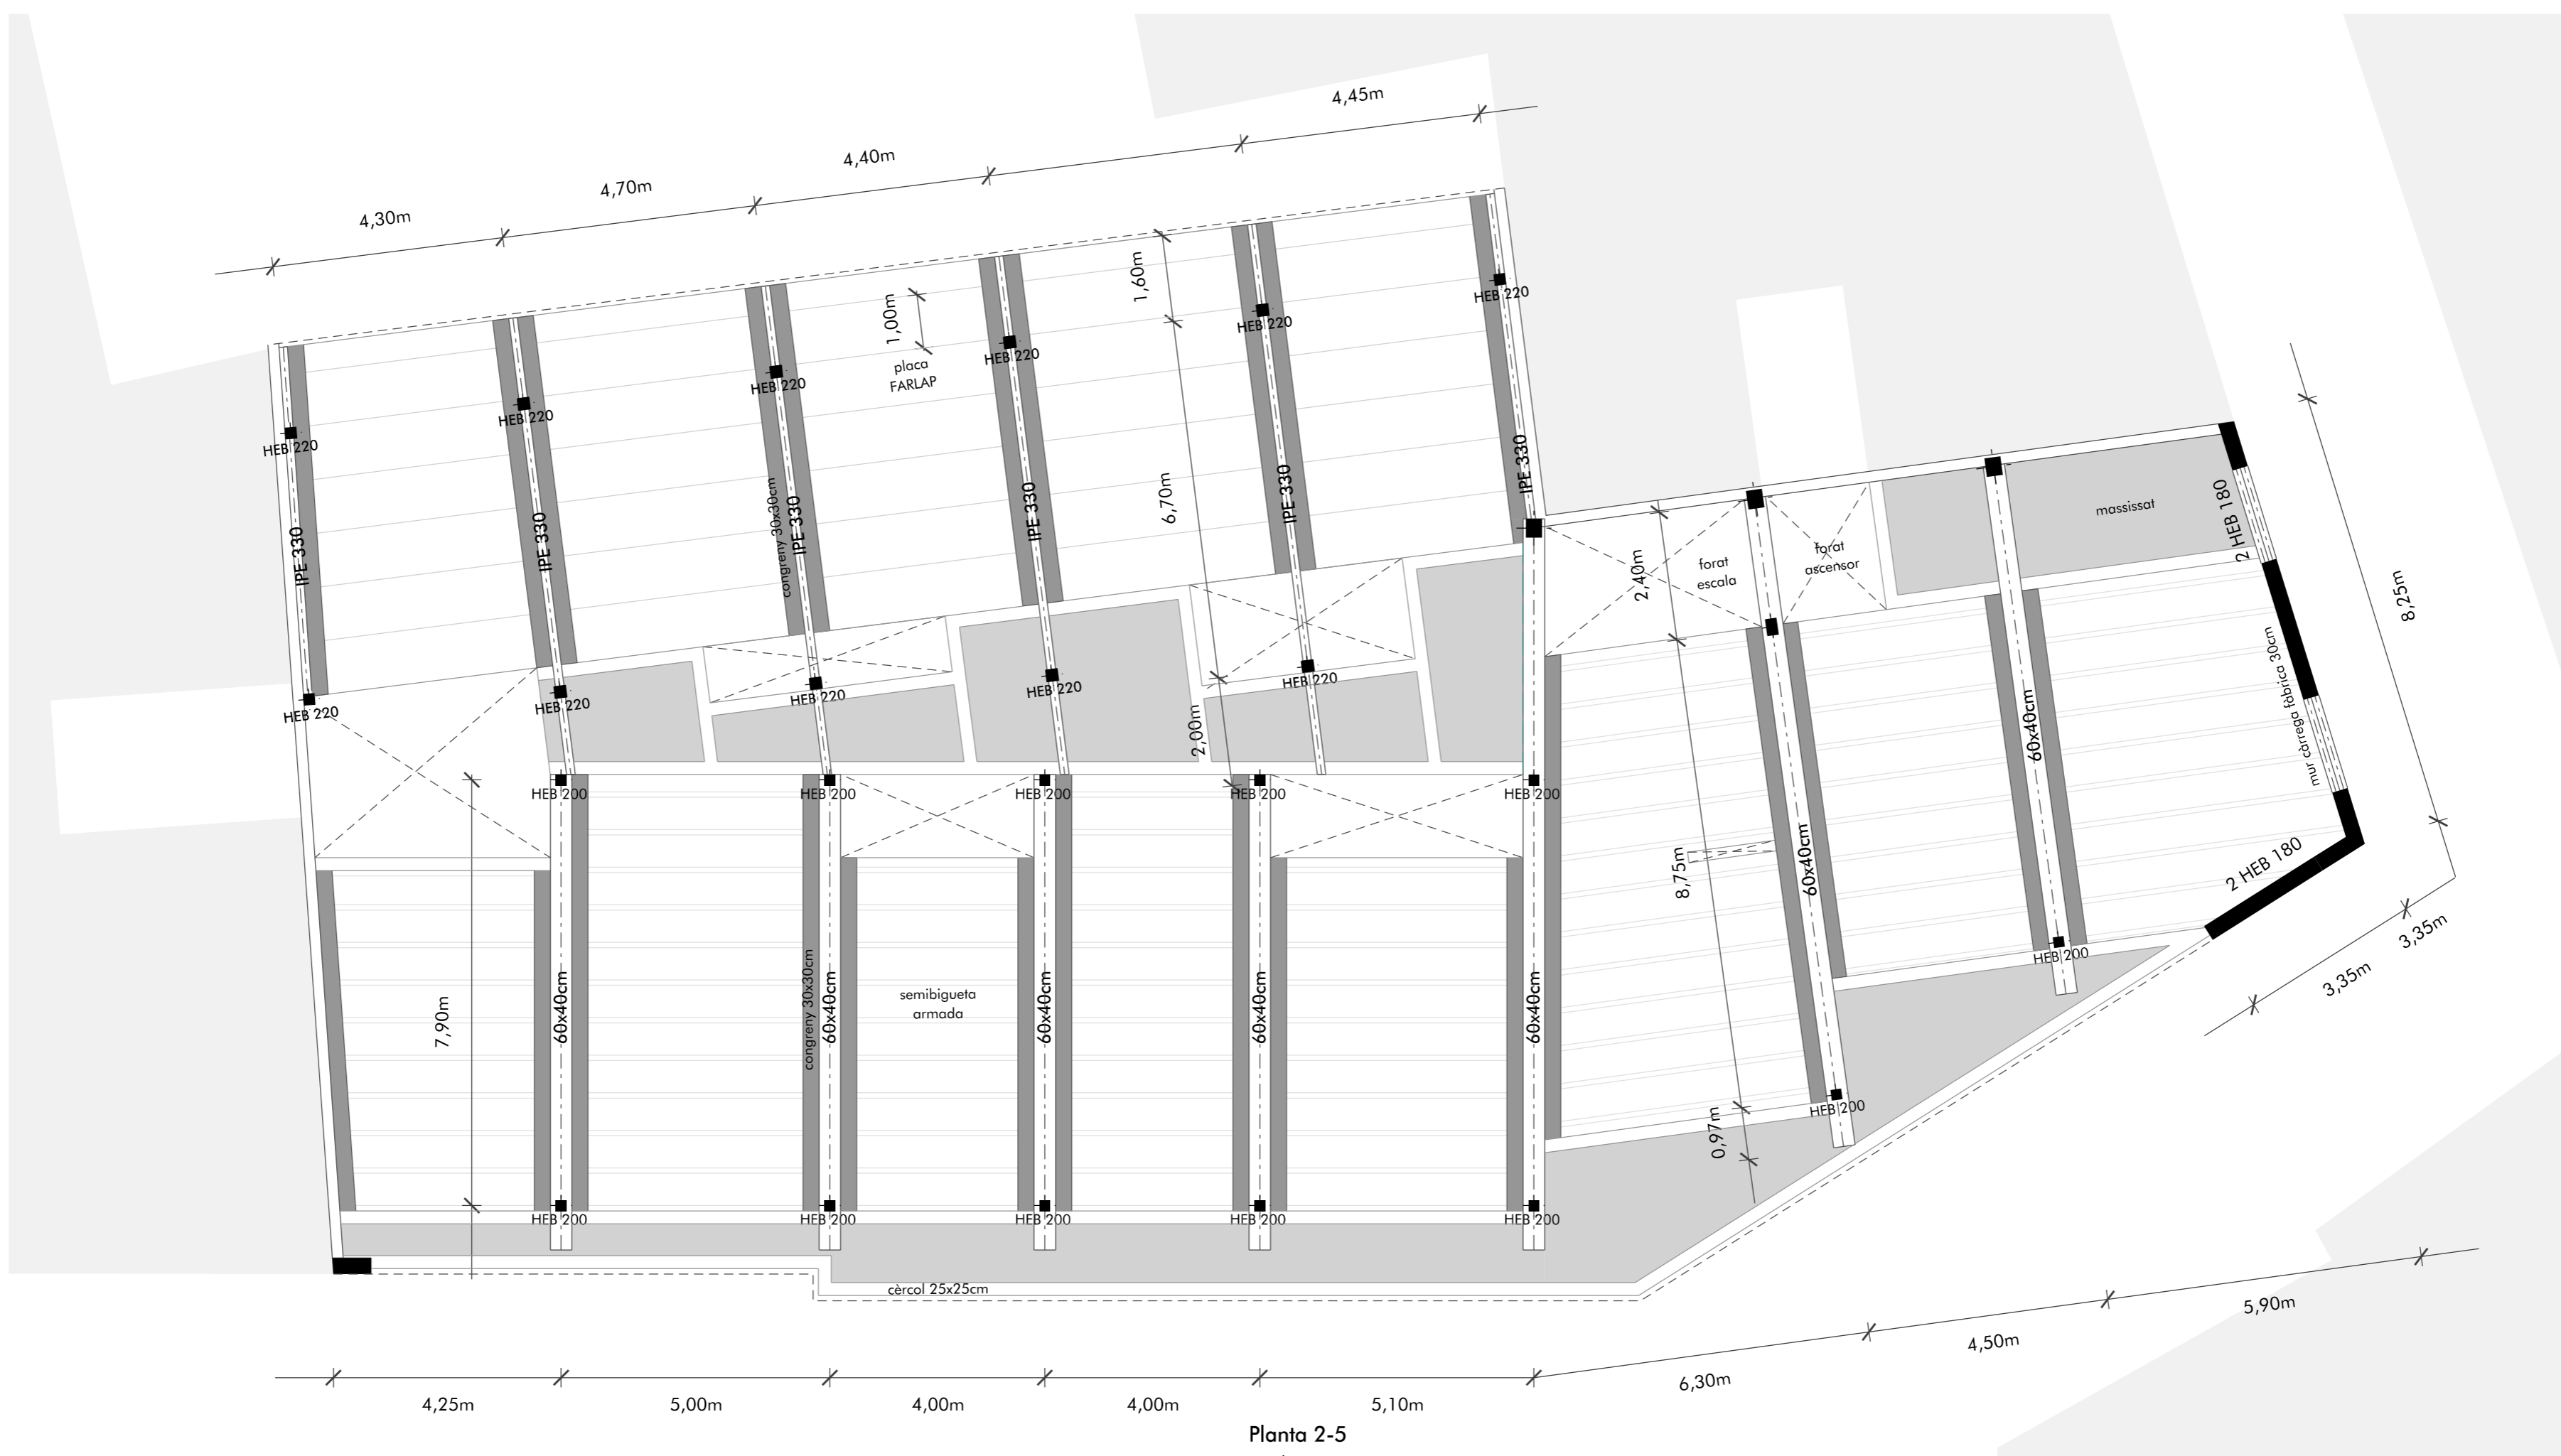 4,45m
4,40m
4,70m
4,30m
1,60m
1,00m
placa
FARLAP
HEB 220
HEB 220
HEB 220
HEB 220
HEB 220
HEB 220
IPE 330
IPE 330
congreny 30x30cm
IPE 330
IPE 330
IPE 330
IPE 330
6,70m
2,40m
forat
escala
forat
ascensor
massissat
2 HEB 180
8,25m
mur càrrega fàbrica 30cm
HEB 220
HEB 220
HEB 220
HEB 220
HEB 220
2,00m
HEB 200
HEB 200
HEB 200
HEB 200
HEB 200
60x40cm
60x40cm
8,75m
2 HEB 180
3,35m
3,35m
HEB 200
7,90m
60x40cm
congreny 30x30cm
60x40cm
semibigueta
armada
60x40cm
60x40cm
60x40cm
0,97m
HEB 200
HEB 200
HEB 200
HEB 200
HEB 200
HEB 200
cèrcol 25x25cm
5,90m
4,50m
6,30m
4,25m
5,00m
4,00m
4,00m
5,10m
Planta 2-5